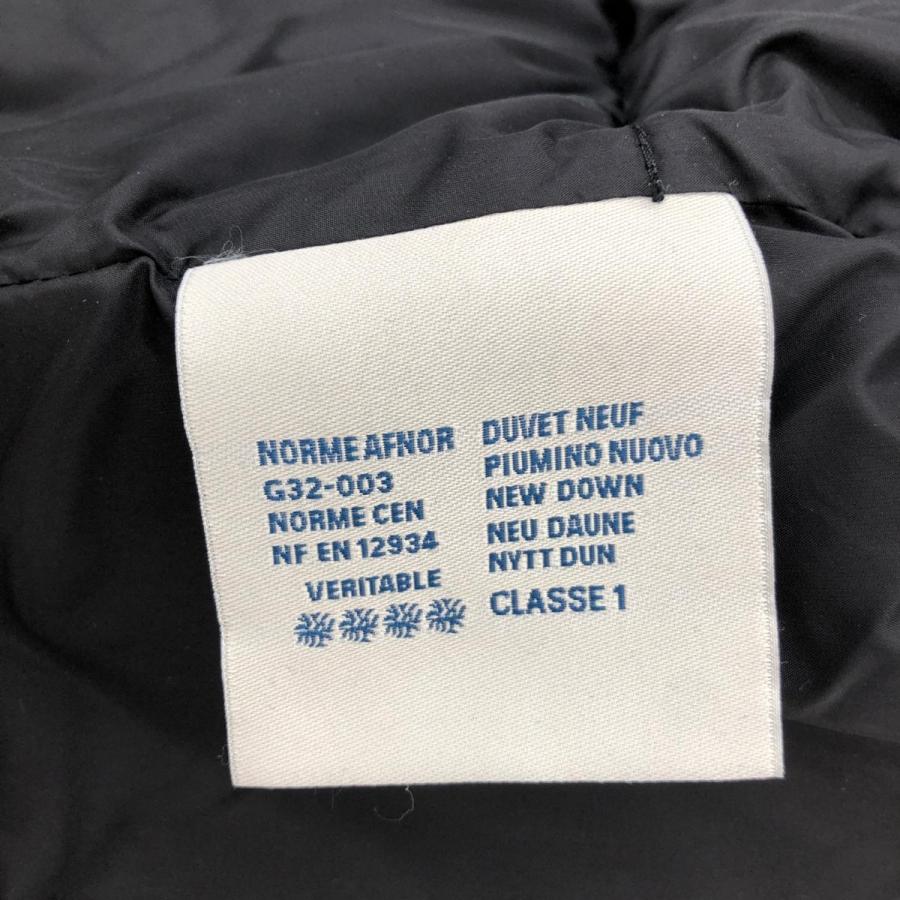 NORME AFNOR
G32-003
NORME CEN
NF EN 12934
VERITABLE
DUVET NEUF
PIUMINO NUOVO
NEW DOWN
NEU DAUNE
NYTT DUN
CLASSE 1